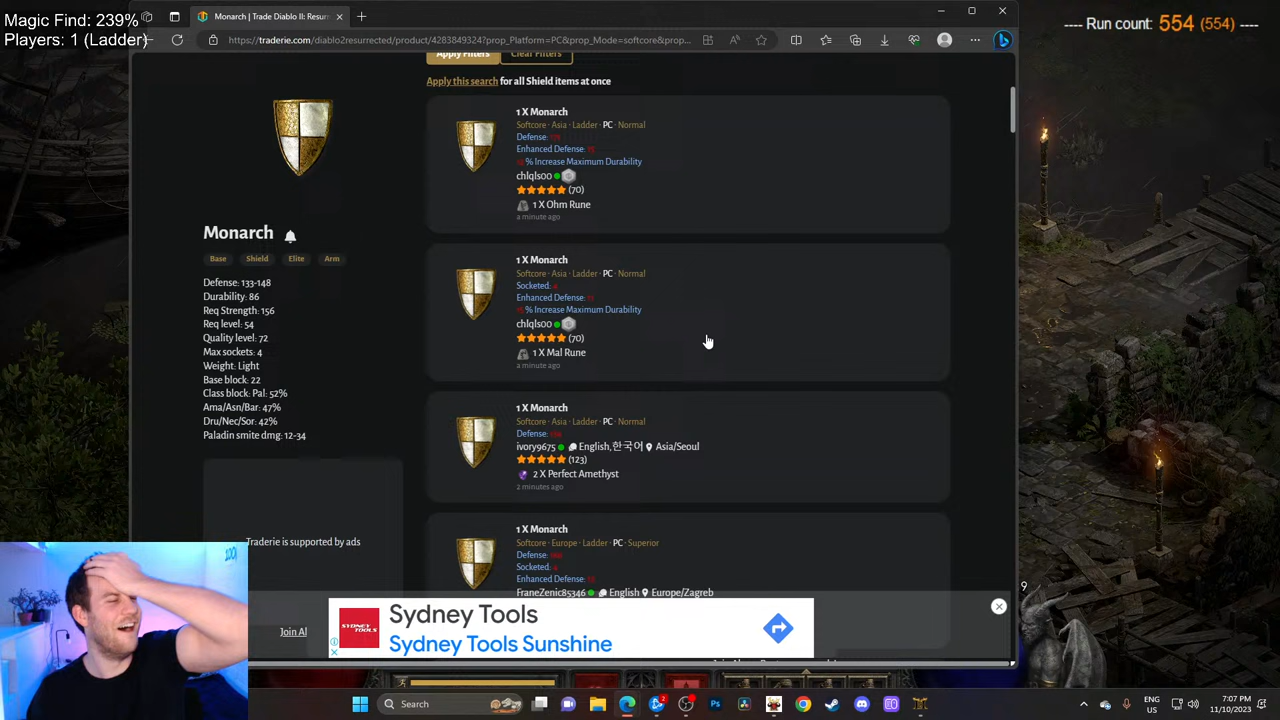 Magic Find: 239%
Players: 1 (Ladder)
---- Run count: 554 (554) ----
Monarch | Trade Diablo II: Resurr
https://traderie.com/diablo2resurrected/product/4283849324?prop_Platform=PC&prop_Mode=softcore&prop...
Apply Filters Clear Filters
Apply this search for all Shield items at once
Monarch
Base Shield Elite Arm
Defense: 133-148
Durability: 86
Req Strength: 156
Req level: 54
Quality level: 72
Max sockets: 4
Weight: Light
Base block: 22
Class block: Pal: 52%
Ama/Asn/Bar: 47%
Dru/Nec/Sor: 42%
Paladin smite dmg: 12-34
Traderie is supported by ads
1 X Monarch
Softcore · Asia · Ladder · PC · Normal
Defense:
Enhanced Defense: 15
% Increase Maximum Durability
chlqls00
(70)
1 X Ohm Rune
a minute ago
1 X Monarch
Softcore · Asia · Ladder · PC · Normal
Socketed: 4
Enhanced Defense:
% Increase Maximum Durability
chlqls00
(70)
1 X Mal Rune
a minute ago
1 X Monarch
Softcore · Asia · Ladder · PC · Normal
Defense:
ivory9675 English,한국어 Asia/Seoul
(123)
2 X Perfect Amethyst
2 minutes ago
1 X Monarch
Softcore · Europe · Ladder · PC · Superior
Defense:
Socketed: 4
Enhanced Defense:
FraneZenic85346 English Europe/Zagreb
Join Al
Sydney Tools
Sydney Tools Sunshine
9
Search
2
ENG
US
7:07 PM
11/10/2023